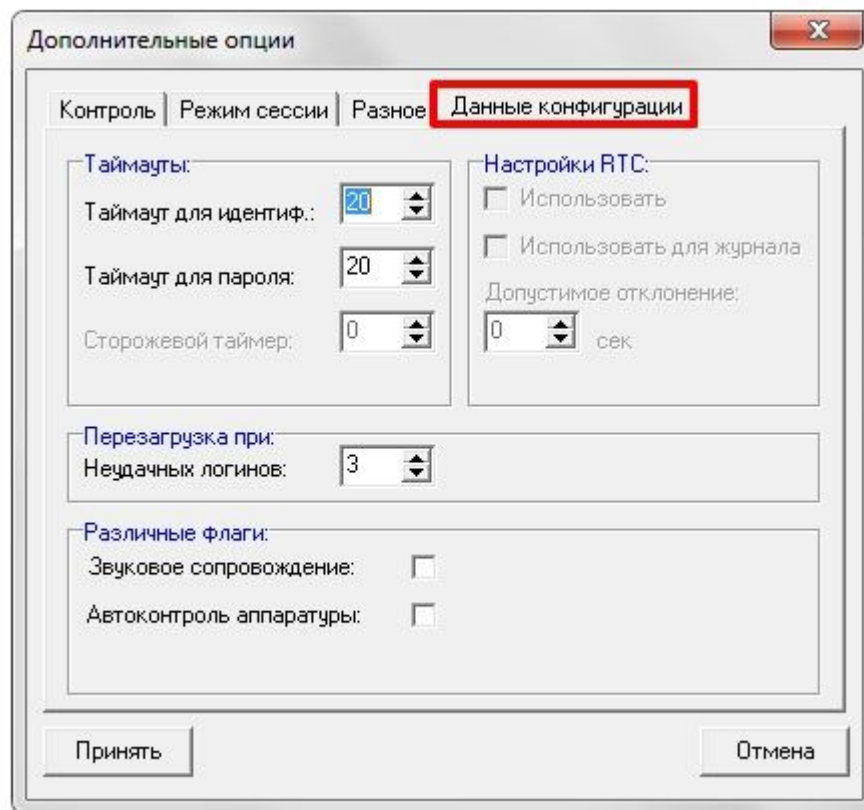 Дополнительные опции
Контроль Режим сессии Разное Данные конфигурации
Таймауты:
Таймаут для идентиф.: 20
Таймаут для пароля: 20
Сторожевой таймер: 0
Настройки RTC:
Использовать
Использовать для журнала
Допустимое отклонение:
0 сек
Перезагрузка при:
Неудачных логинов: 3
Различные флаги:
Звуковое сопровождение:
Автоконтроль аппаратуры:
Принять Отмена